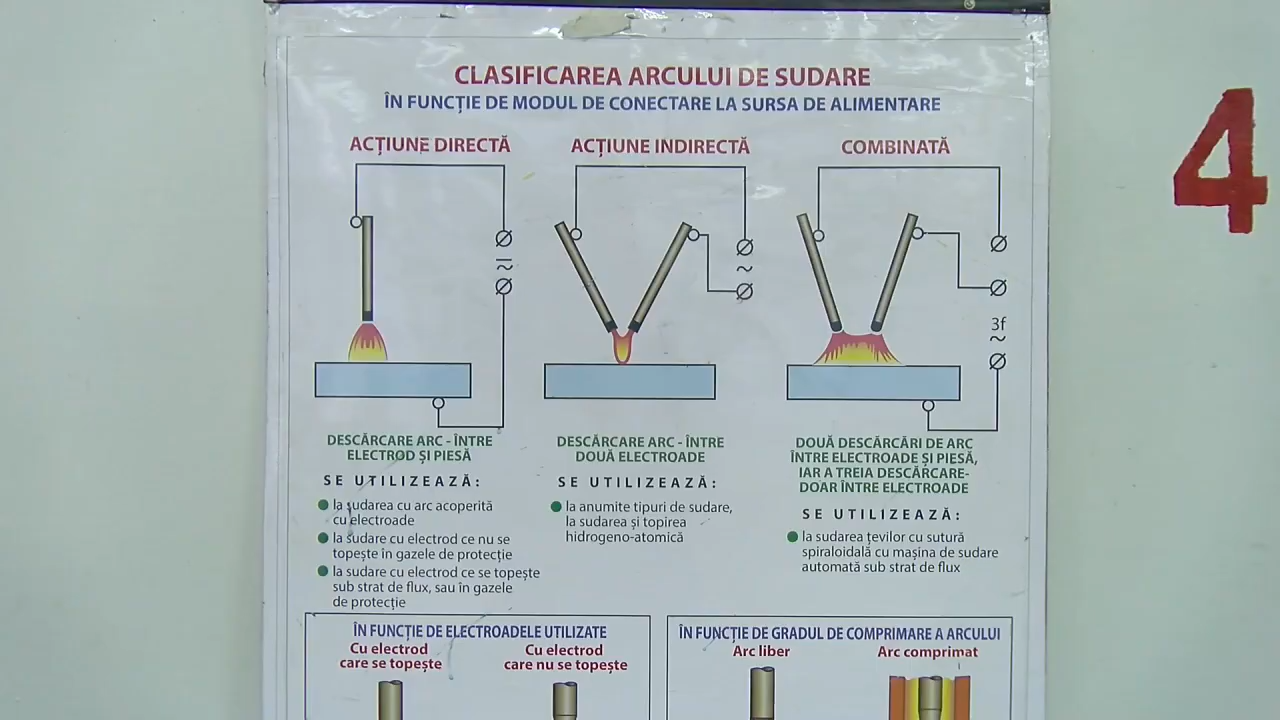 CLASIFICAREA ARCULUI DE SUDARE
ÎN FUNCȚIE DE MODUL DE CONECTARE LA SURSA DE ALIMENTARE
4
ACȚIUNE DIRECTĂ
ACȚIUNE INDIRECTĂ
COMBINATĂ
3f
~
DESCĂRCARE ARC - ÎNTRE
ELECTROD ȘI PIESĂ
SE UTILIZEAZĂ:
la sudarea cu arc acoperită
cu electroade
la sudare cu electrod ce nu se
topește în gazele de protecție
la sudare cu electrod ce se topește
sub strat de flux, sau în gazele
de protecție
DESCĂRCARE ARC - ÎNTRE
DOUĂ ELECTROADE
SE UTILIZEAZĂ:
la anumite tipuri de sudare,
la sudarea și topirea
hidrogeno-atomică
DOUĂ DESCĂRCĂRI DE ARC
ÎNTRE ELECTROADE ȘI PIESĂ,
IAR A TREIA DESCĂRCARE-
DOAR ÎNTRE ELECTROADE
SE UTILIZEAZĂ:
la sudarea țevilor cu sutură
spiraloidală cu mașina de sudare
automată sub strat de flux
ÎN FUNCȚIE DE ELECTROADELE UTILIZATE
Cu electrod
care se topește
Cu electrod
care nu se topește
ÎN FUNCȚIE DE GRADUL DE COMPRIMARE A ARCULUI
Arc liber
Arc comprimat